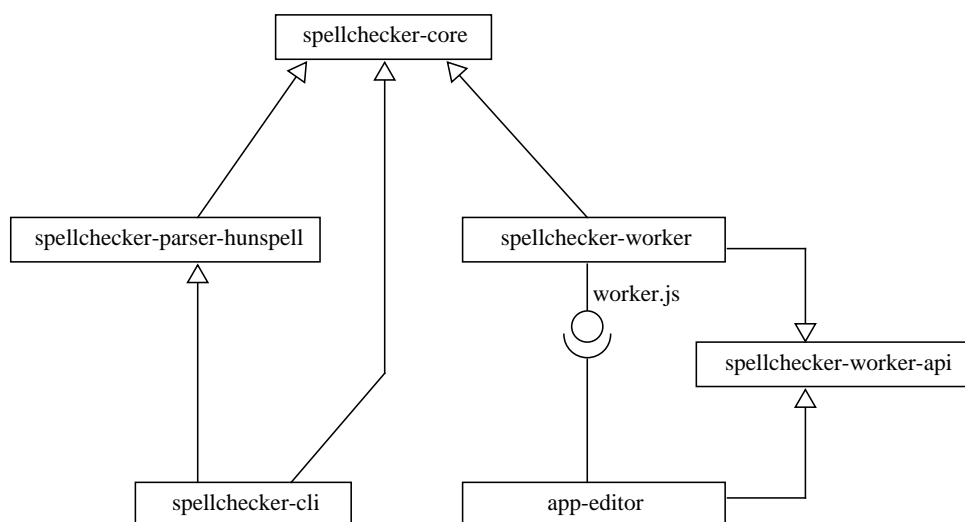 spellchecker-core
spellchecker-parser-hunspell
spellchecker-worker
worker.js
spellchecker-worker-api
spellchecker-cli
app-editor